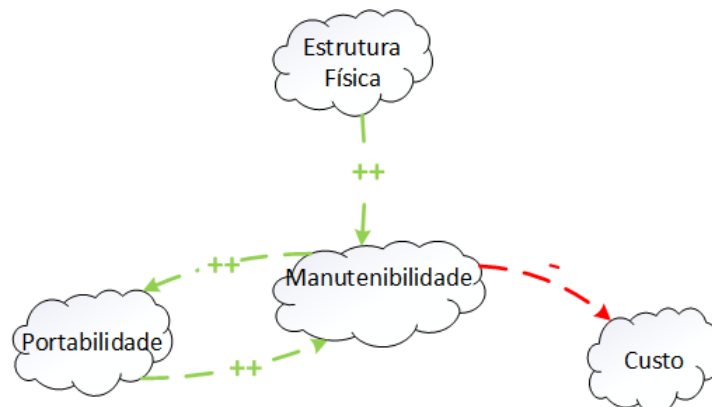 Estrutura
Física
++
++
Manutenibilidade
-
Portabilidade
++
Custo